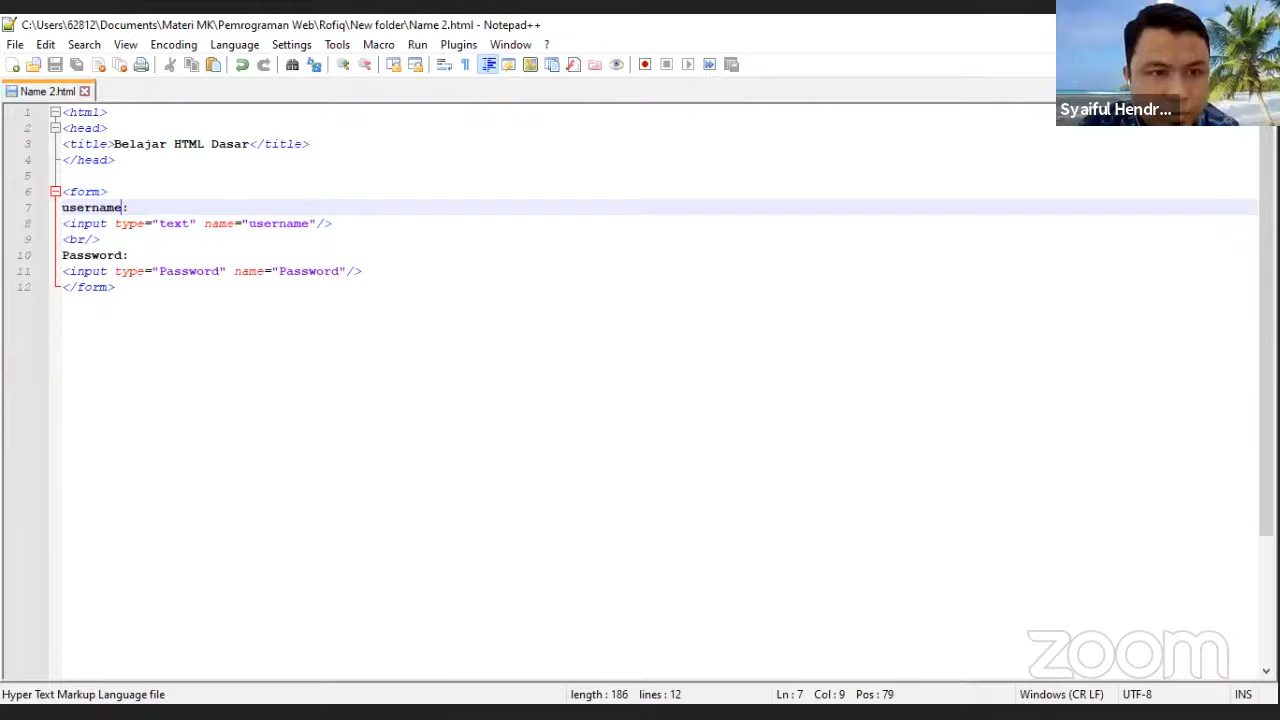 C:\Users\62812\Documents\Materi MK\Pemrograman Web\Rofiq\New folder\Name 2.html - Notepad++
File Edit Search View Encoding Language Settings Tools Macro Run Plugins Window ?
Name 2.html
Syaiful Hendr...
1 <html>
2 <head>
3 <title>Belajar HTML Dasar</title>
4 </head>
5
6 <form>
7 username:
8 <input type="text" name="username"/>
9 <br/>
10 Password:
11 <input type="Password" name="Password"/>
12 </form>
zoom
Hyper Text Markup Language file length : 186 lines : 12 Ln : 7 Col : 9 Pos : 79 Windows (CR LF) UTF-8 INS